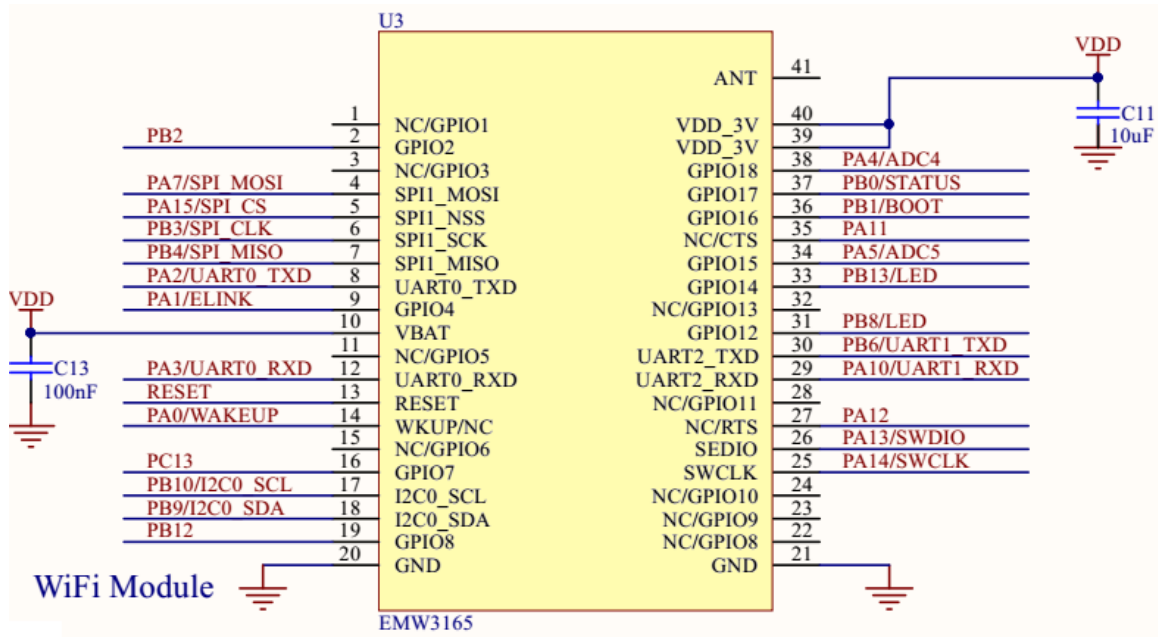 U3
ANT 41
VDD
C11
10uF
1 NC/GPIO1
PB2 2 GPIO2
3 NC/GPIO3
PA7/SPI_MOSI 4 SPI1_MOSI
PA15/SPI_CS 5 SPI1_NSS
PB3/SPI_CLK 6 SPI1_SCK
PB4/SPI_MISO 7 SPI1_MISO
PA2/UART0_TXD 8 UART0_TXD
PA1/ELINK 9 GPIO4
VDD
10 VBAT
11 NC/GPIO5
C13
100nF
PA3/UART0_RXD 12 UART0_RXD
RESET 13 RESET
PA0/WAKEUP 14 WKUP/NC
15 NC/GPIO6
PC13 16 GPIO7
PB10/I2C0_SCL 17 I2C0_SCL
PB9/I2C0_SDA 18 I2C0_SDA
PB12 19 GPIO8
20 GND
VDD_3V 40
VDD_3V 39
GPIO18 38 PA4/ADC4
GPIO17 37 PB0/STATUS
GPIO16 36 PB1/BOOT
NC/CTS 35 PA11
GPIO15 34 PA5/ADC5
GPIO14 33 PB13/LED
NC/GPIO13 32
GPIO12 31 PB8/LED
UART2_TXD 30 PB6/UART1_TXD
UART2_RXD 29 PA10/UART1_RXD
NC/GPIO11 28
NC/RTS 27 PA12
SEDIO 26 PA13/SWDIO
SWCLK 25 PA14/SWCLK
NC/GPIO10 24
NC/GPIO9 23
NC/GPIO8 22
GND 21
WiFi Module
EMW3165